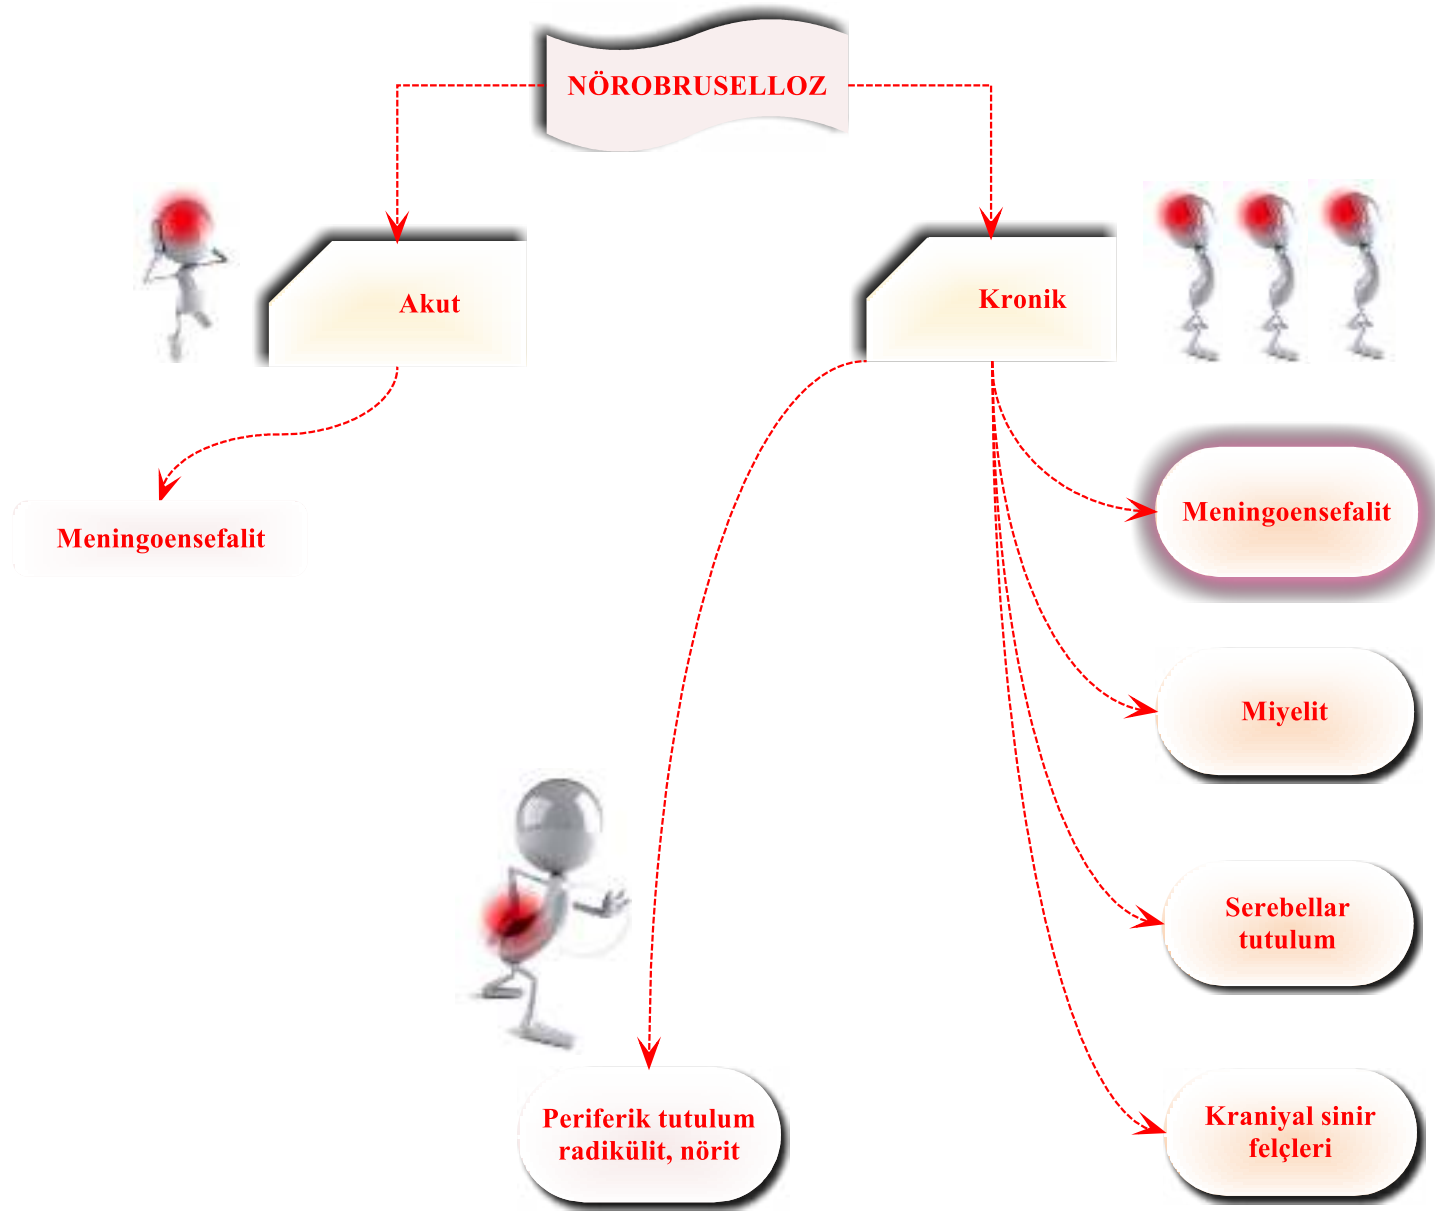 NÖROBRUSELLOZ
Akut
Kronik
Meningoensefalit
Meningoensefalit
Miyelit
Serebellar
tutulum
Periferik tutulum
radikülit, nörit
Kraniyal sinir
felçleri